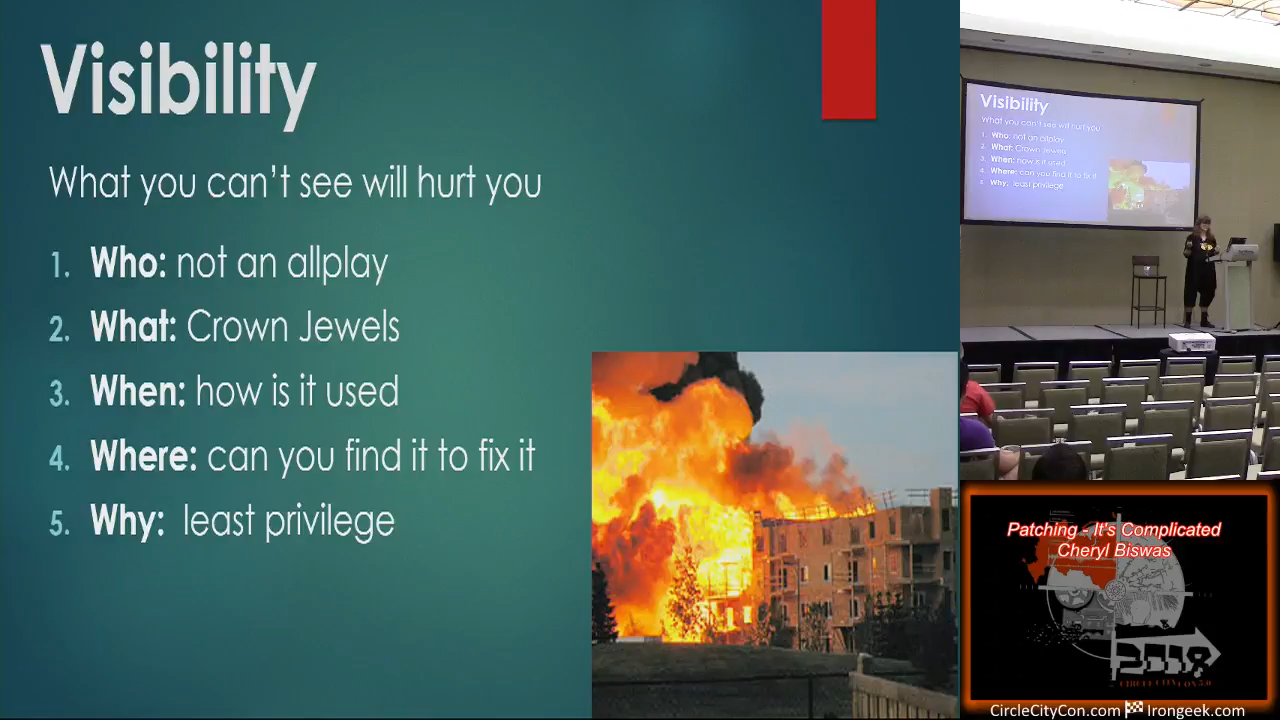 Visibility
What you can't see will hurt you
1. Who: not an allplay
2. What: Crown Jewels
3. When: how is it used
4. Where: can you find it to fix it
5. Why: least privilege
Visibility
What you can't see will hurt you
1. Who: not an allplay
2. What: Crown Jewels
3. When: how is it used
4. Where: can you find it to fix it
5. Why: least privilege
Patching - It's Complicated
Cheryl Biswas
2018
CIRCLECITYCON 5.0
CircleCityCon.com Irongeek.com